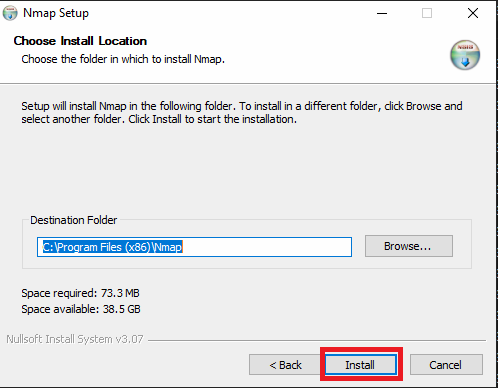 Nmap Setup
Choose Install Location
Choose the folder in which to install Nmap.
Setup will install Nmap in the following folder. To install in a different folder, click Browse and
select another folder. Click Install to start the installation.
Destination Folder
C:\Program Files (x86)\Nmap
Browse...
Space required: 73.3 MB
Space available: 38.5 GB
Nullsoft Install System v3.07
< Back
Install
Cancel